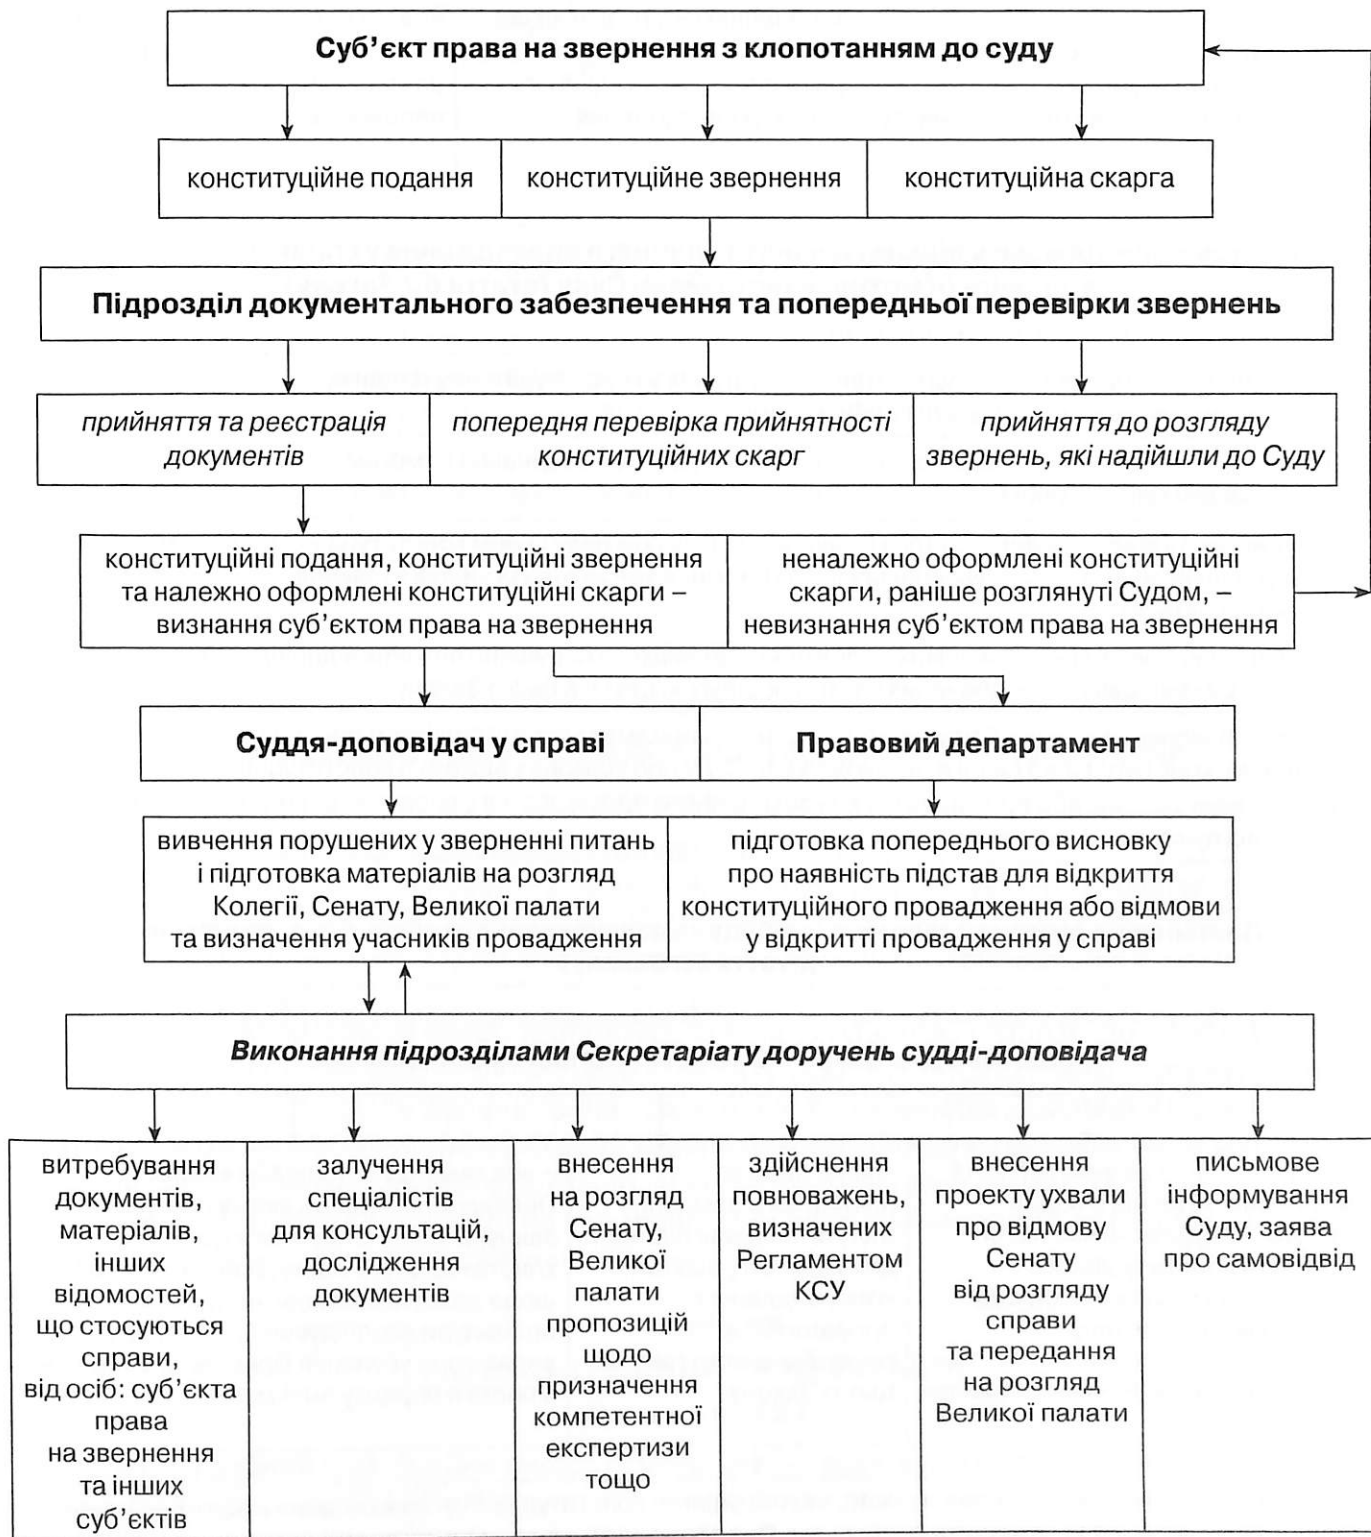 Суб’єкт права на звернення з клопотанням до суду
конституційне подання
конституційне звернення
конституційна скарга
Підрозділ документального забезпечення та попередньої перевірки звернень
прийняття та реєстрація
документів
попередня перевірка прийнятності
конституційних скарг
прийняття до розгляду
звернень, які надійшли до Суду
конституційні подання, конституційні звернення
та належно оформлені конституційні скарги –
визнання суб’єктом права на звернення
неналежно оформлені конституційні
скарги, раніше розглянуті Судом, –
невизнання суб’єктом права на звернення
Суддя-доповідач у справі
Правовий департамент
вивчення порушених у зверненні питань
і підготовка матеріалів на розгляд
Колегії, Сенату, Великої палати
та визначення учасників провадження
підготовка попереднього висновку
про наявність підстав для відкриття
конституційного провадження або відмови
у відкритті провадження у справі
Виконання підрозділами Секретаріату доручень судді-доповідача
витребування
документів,
матеріалів,
інших
відомостей,
що стосуються
справи,
від осіб: суб’єкта
права
на звернення
та інших
суб’єктів
залучення
спеціалістів
для консультацій,
дослідження
документів
внесення
на розгляд
Сенату,
Великої
палати
пропозицій
щодо
призначення
компетентної
експертизи
тощо
здійснення
повноважень,
визначених
Регламентом
КСУ
внесення
проекту ухвали
про відмову
Сенату
від розгляду
справи
та передання
на розгляд
Великої палати
письмове
інформування
Суду, заява
про самовідвід